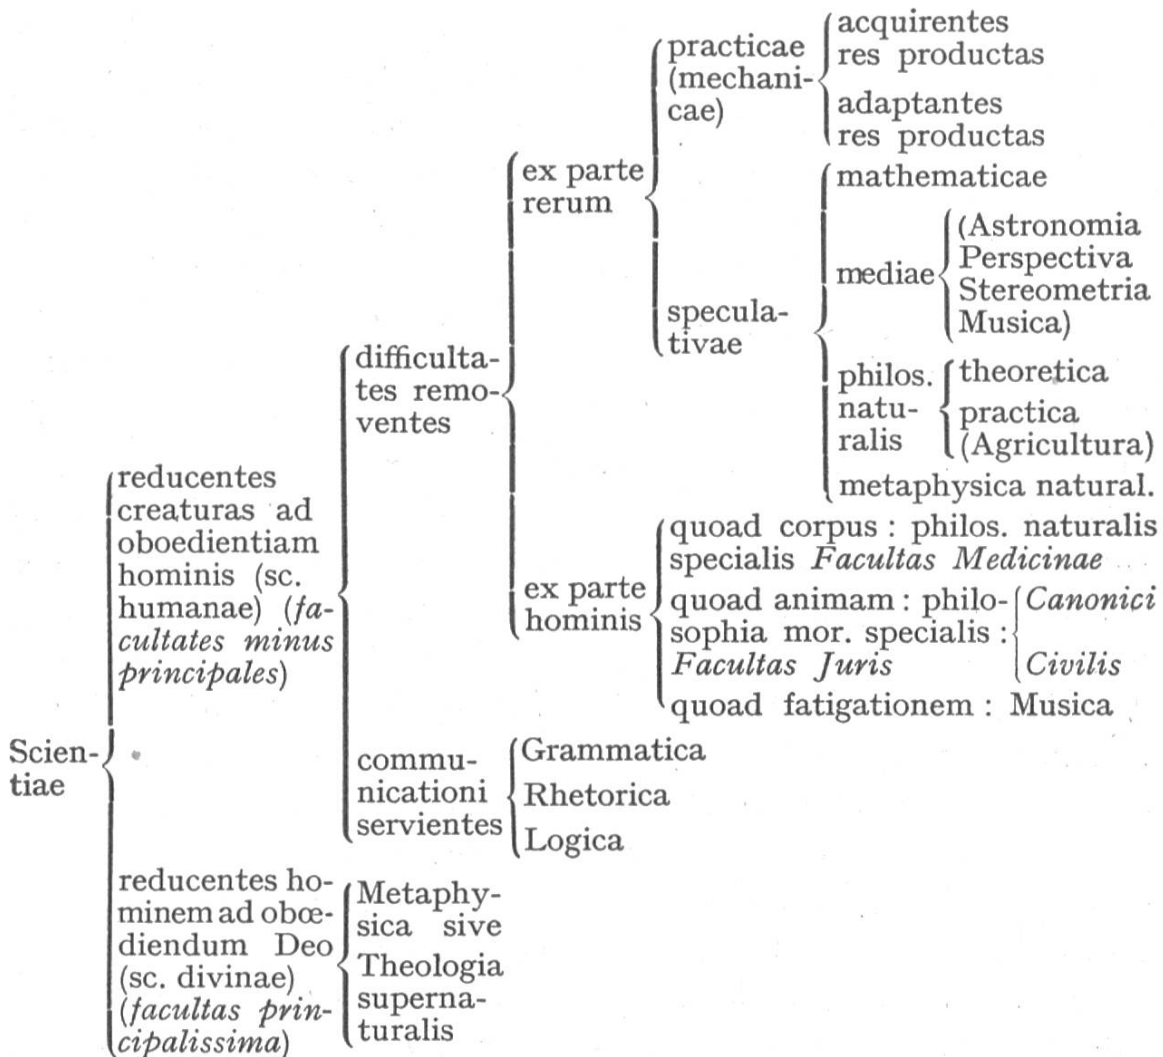 Scien-
tiae
reducentes
creaturas ad
oboedientiam
hominis (sc.
humanae) (fa-
cultates minus
principales)
difficulta-
tes remo-
ventes
ex parte
rerum
practicae
(mechani-
cae)
acquirentes
res productas
adaptantes
res productas
specula-
tivae
mathematicae
mediae
(Astronomia
Perspectiva
Stereometria
Musica)
philos.
natu-
ralis
theoretica
practica
(Agricultura)
metaphysica natural.
ex parte
hominis
quoad corpus : philos. naturalis
specialis Facultas Medicinae
quoad animam : philo-
sophia mor. specialis :
Facultas Juris
Canonici
Civilis
quoad fatigationem : Musica
commu-
nicationi
servientes
Grammatica
Rhetorica
Logica
reducentes ho-
minem ad obœ-
diendum Deo
(sc. divinae)
(facultas prin-
cipalissima)
Metaphy-
sica sive
Theologia
superna-
turalis